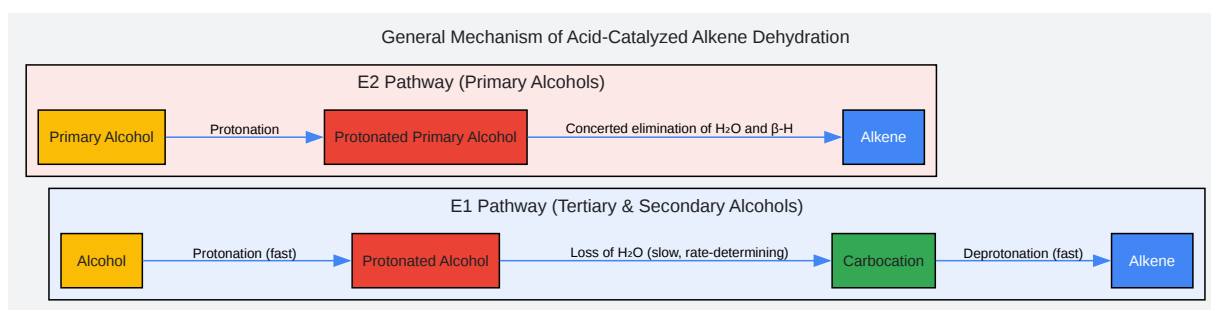 General Mechanism of Acid-Catalyzed Alkene Dehydration
E2 Pathway (Primary Alcohols)
Primary Alcohol
Protonation
Protonated Primary Alcohol
Concerted elimination of H₂O and β-H
Alkene
E1 Pathway (Tertiary & Secondary Alcohols)
Alcohol
Protonation (fast)
Protonated Alcohol
Loss of H₂O (slow, rate-determining)
Carbocation
Deprotonation (fast)
Alkene